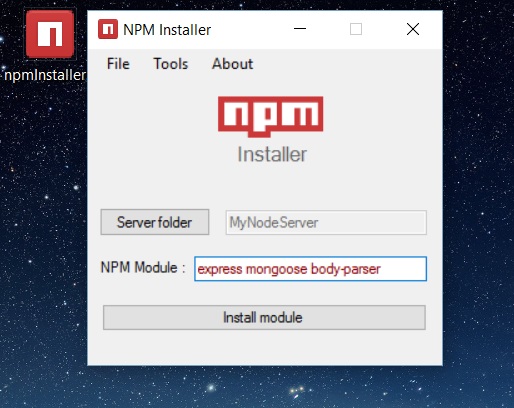 npmInstaller
NPM Installer
File Tools About
npm
Installer
Server folder MyNodeServer
NPM Module : express mongoose body-parser
Install module